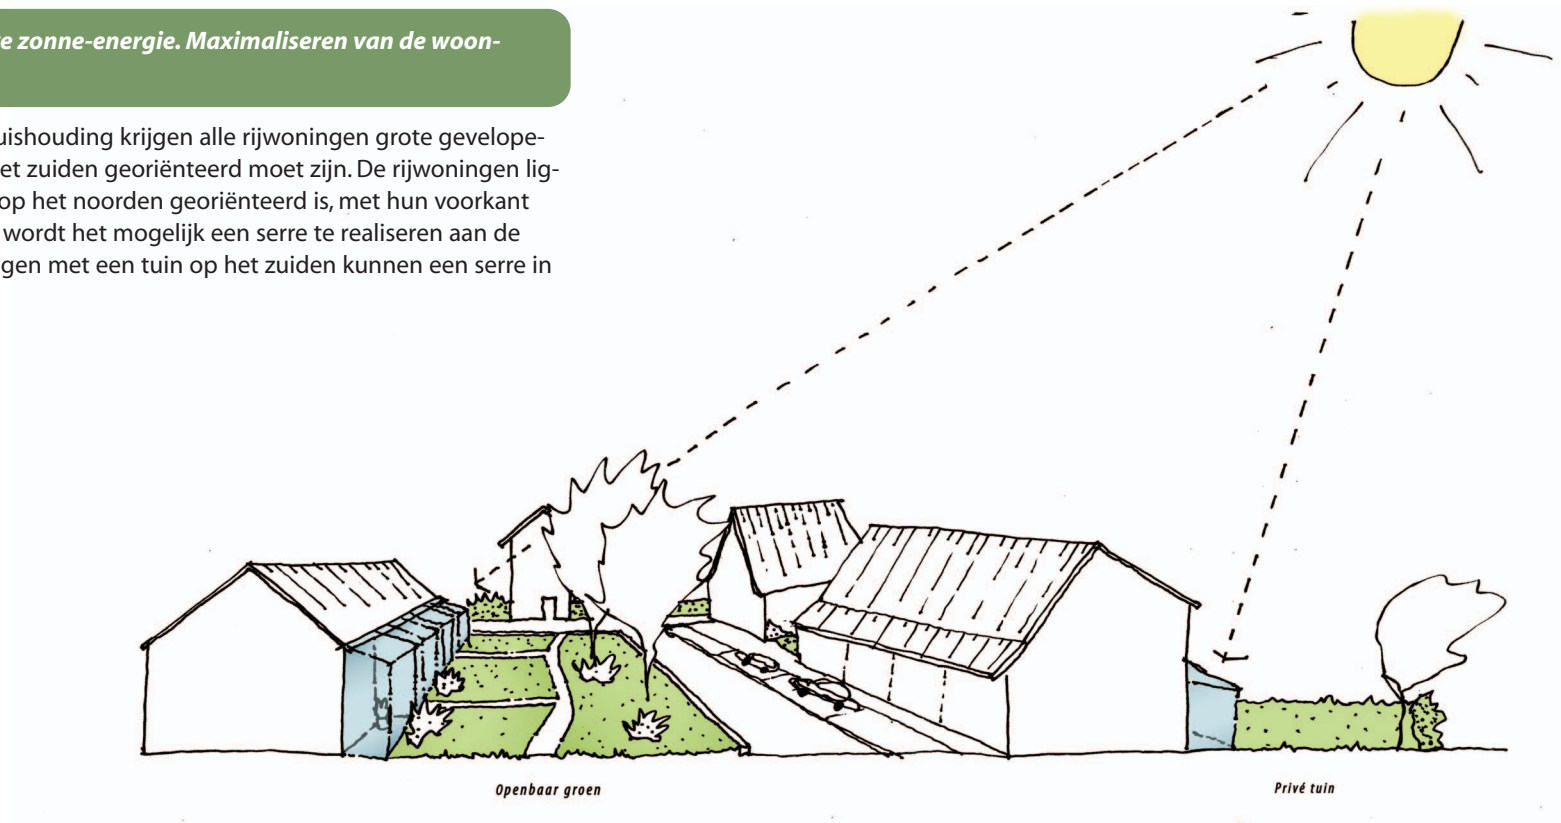 zonne-energie. Maximaliseren van de woon-
uishouding krijgen alle rijwoningen grote gevelope-
et zuiden georiënteerd moet zijn. De rijwoningen lig-
op het noorden georiënteerd is, met hun voorkant
wordt het mogelijk een serre te realiseren aan de
gen met een tuin op het zuiden kunnen een serre in
Openbaar groen
Privé tuin